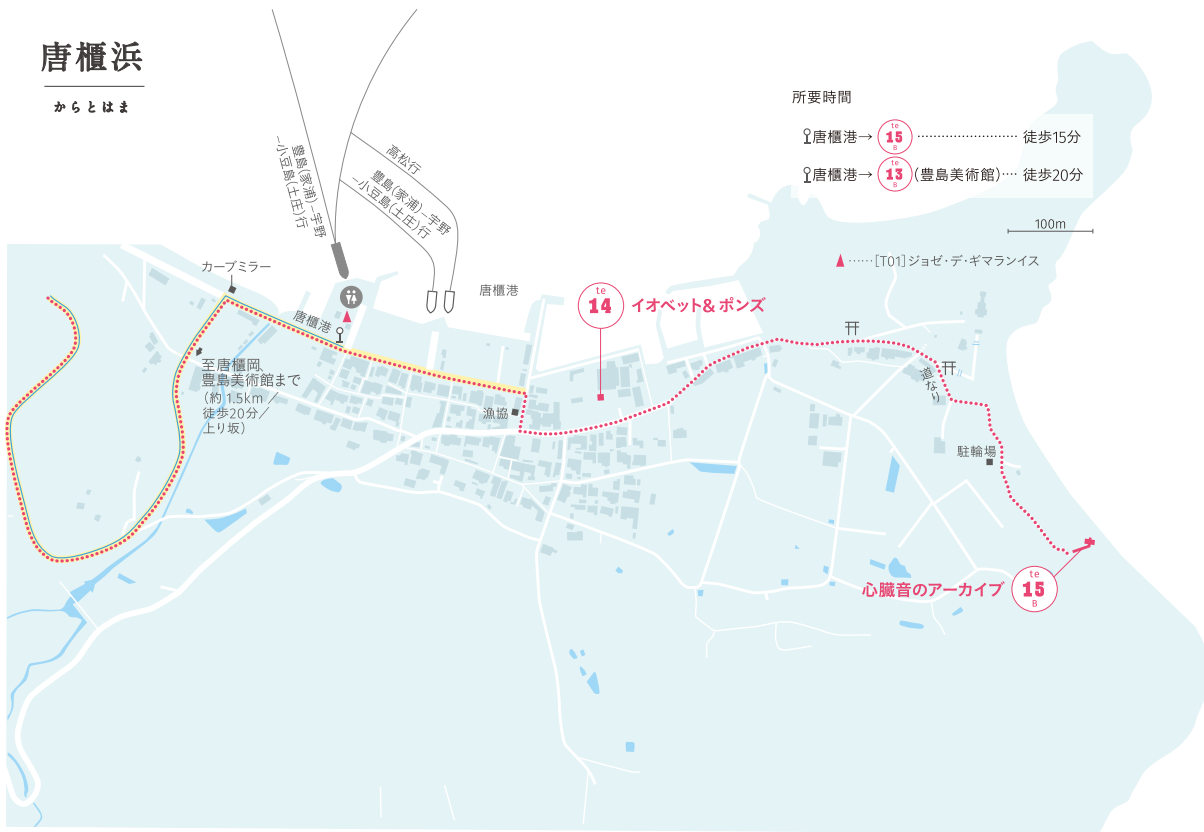 唐櫃浜
からとはま
所要時間
唐櫃港→ te 15 B ……………………… 徒歩15分
唐櫃港→ te 13 B (豊島美術館)… 徒歩20分
100m
……[T01]ジョゼ・デ・ギマランイス
豊島(家浦)−宇野
−小豆島(土庄)行
高松行
豊島(家浦)−宇野
−小豆島(土庄)行
カーブミラー
唐櫃港
唐櫃港
te
14
イオベット&ポンズ
至唐櫃岡、
豊島美術館まで
(約1.5km/
徒歩20分/
上り坂)
漁協
道なり
駐輪場
心臓音のアーカイブ
te
15
B